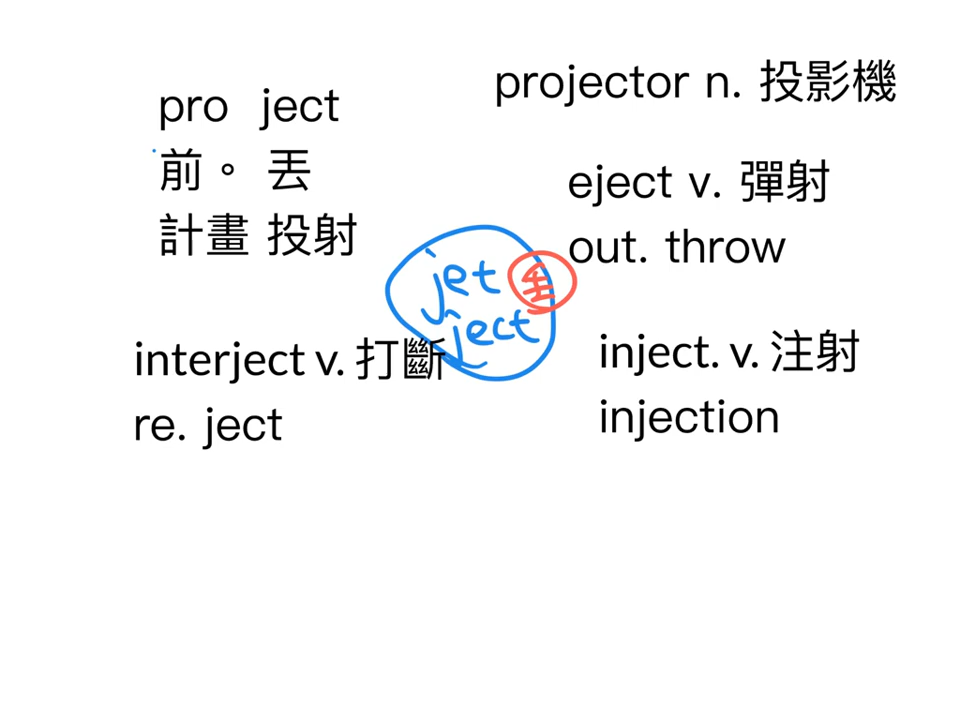 pro ject
前。丟
計畫 投射
projector n. 投影機
eject v. 彈射
out. throw
jet 丟
ject
interject v. 打斷
re. ject
inject. v. 注射
injection